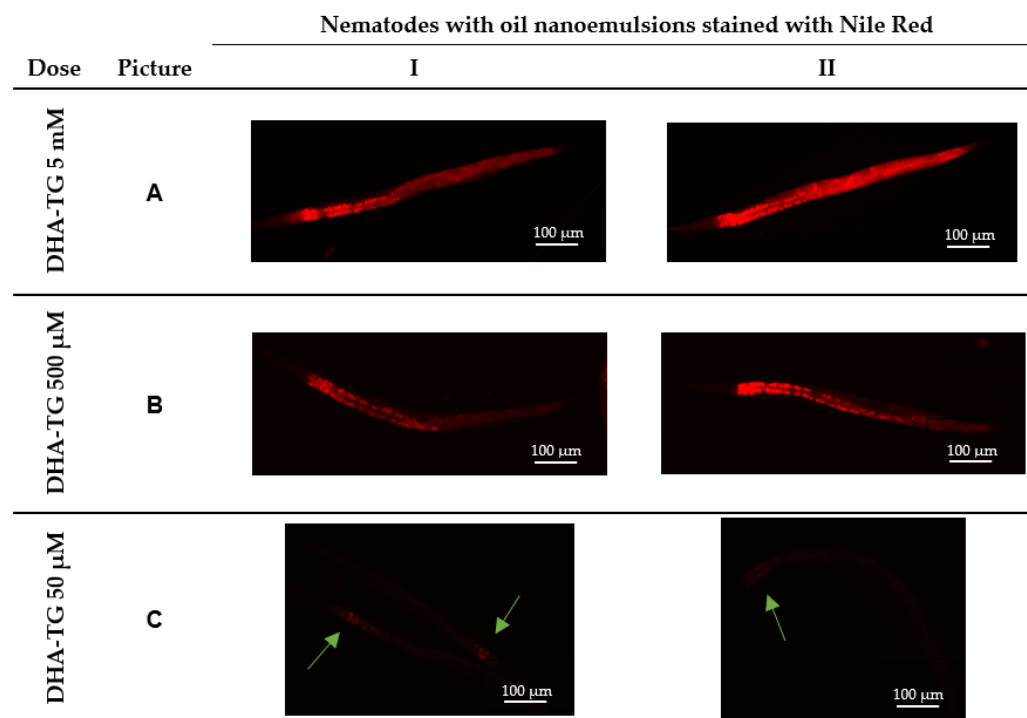 Nematodes with oil nanoemulsions stained with Nile Red
Dose Picture I II
DHA-TG 5 mM
A
100 µm
100 µm
DHA-TG 500 µM
B
100 µm
100 µm
DHA-TG 50 µM
C
100 µm
100 µm